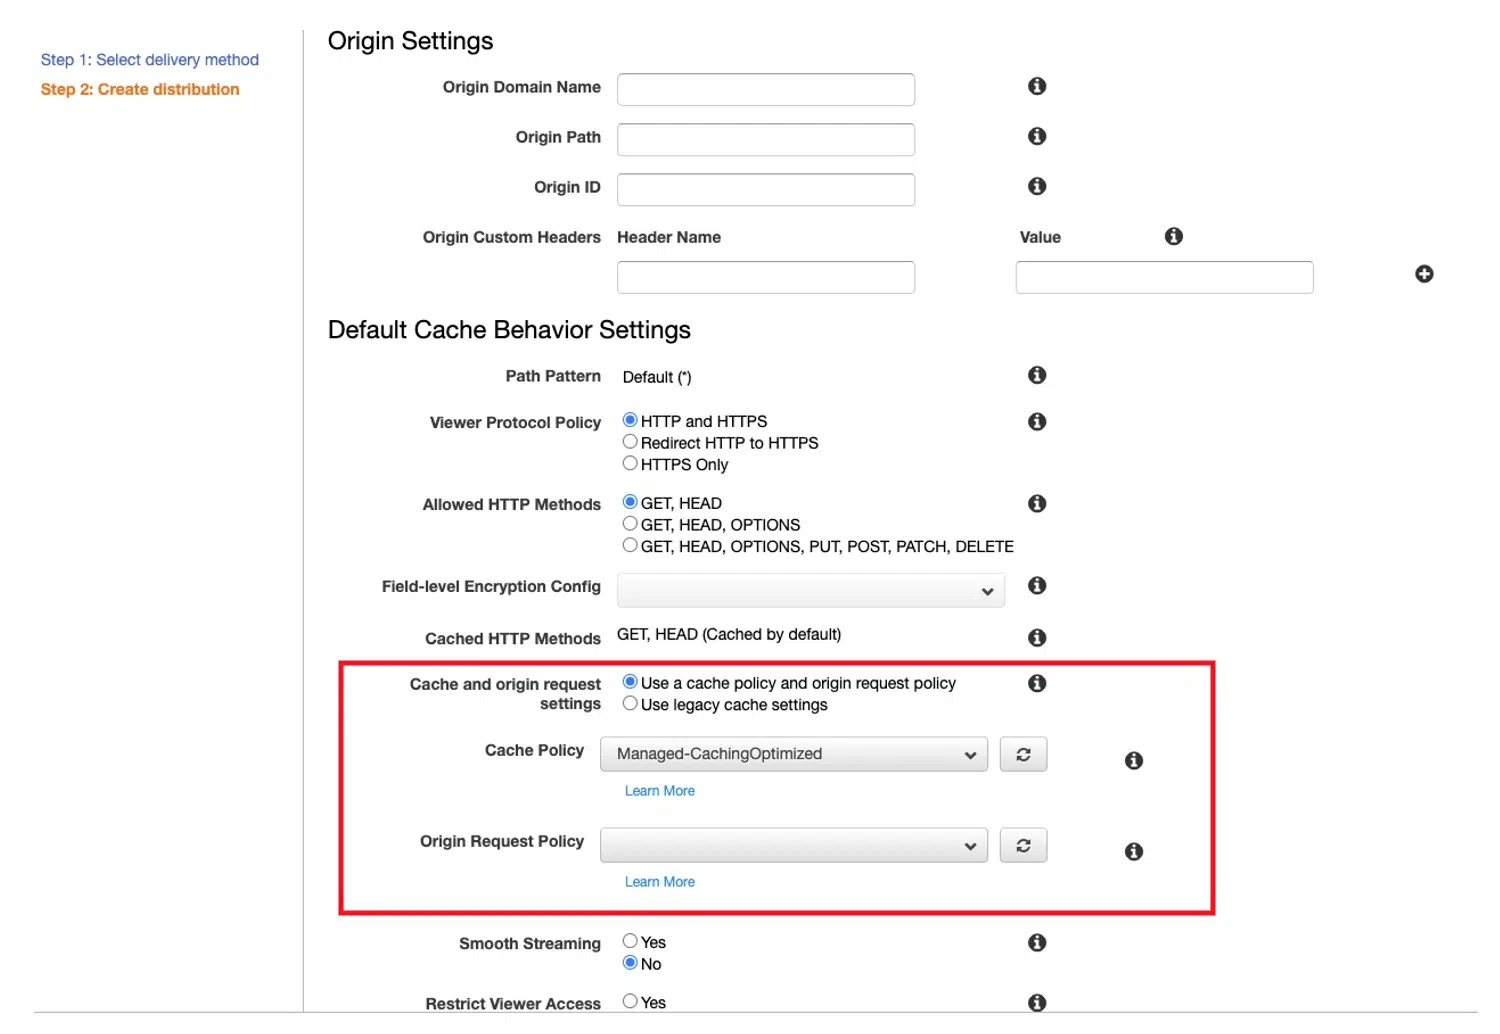 Step 1: Select delivery method
Step 2: Create distribution
Origin Settings
Origin Domain Name
Origin Path
Origin ID
Origin Custom Headers Header Name Value
Default Cache Behavior Settings
Path Pattern Default (*)
Viewer Protocol Policy HTTP and HTTPS
Redirect HTTP to HTTPS
HTTPS Only
Allowed HTTP Methods GET, HEAD
GET, HEAD, OPTIONS
GET, HEAD, OPTIONS, PUT, POST, PATCH, DELETE
Field-level Encryption Config
Cached HTTP Methods GET, HEAD (Cached by default)
Cache and origin request settings Use a cache policy and origin request policy
Use legacy cache settings
Cache Policy Managed-CachingOptimized
Learn More
Origin Request Policy
Learn More
Smooth Streaming Yes
No
Restrict Viewer Access Yes